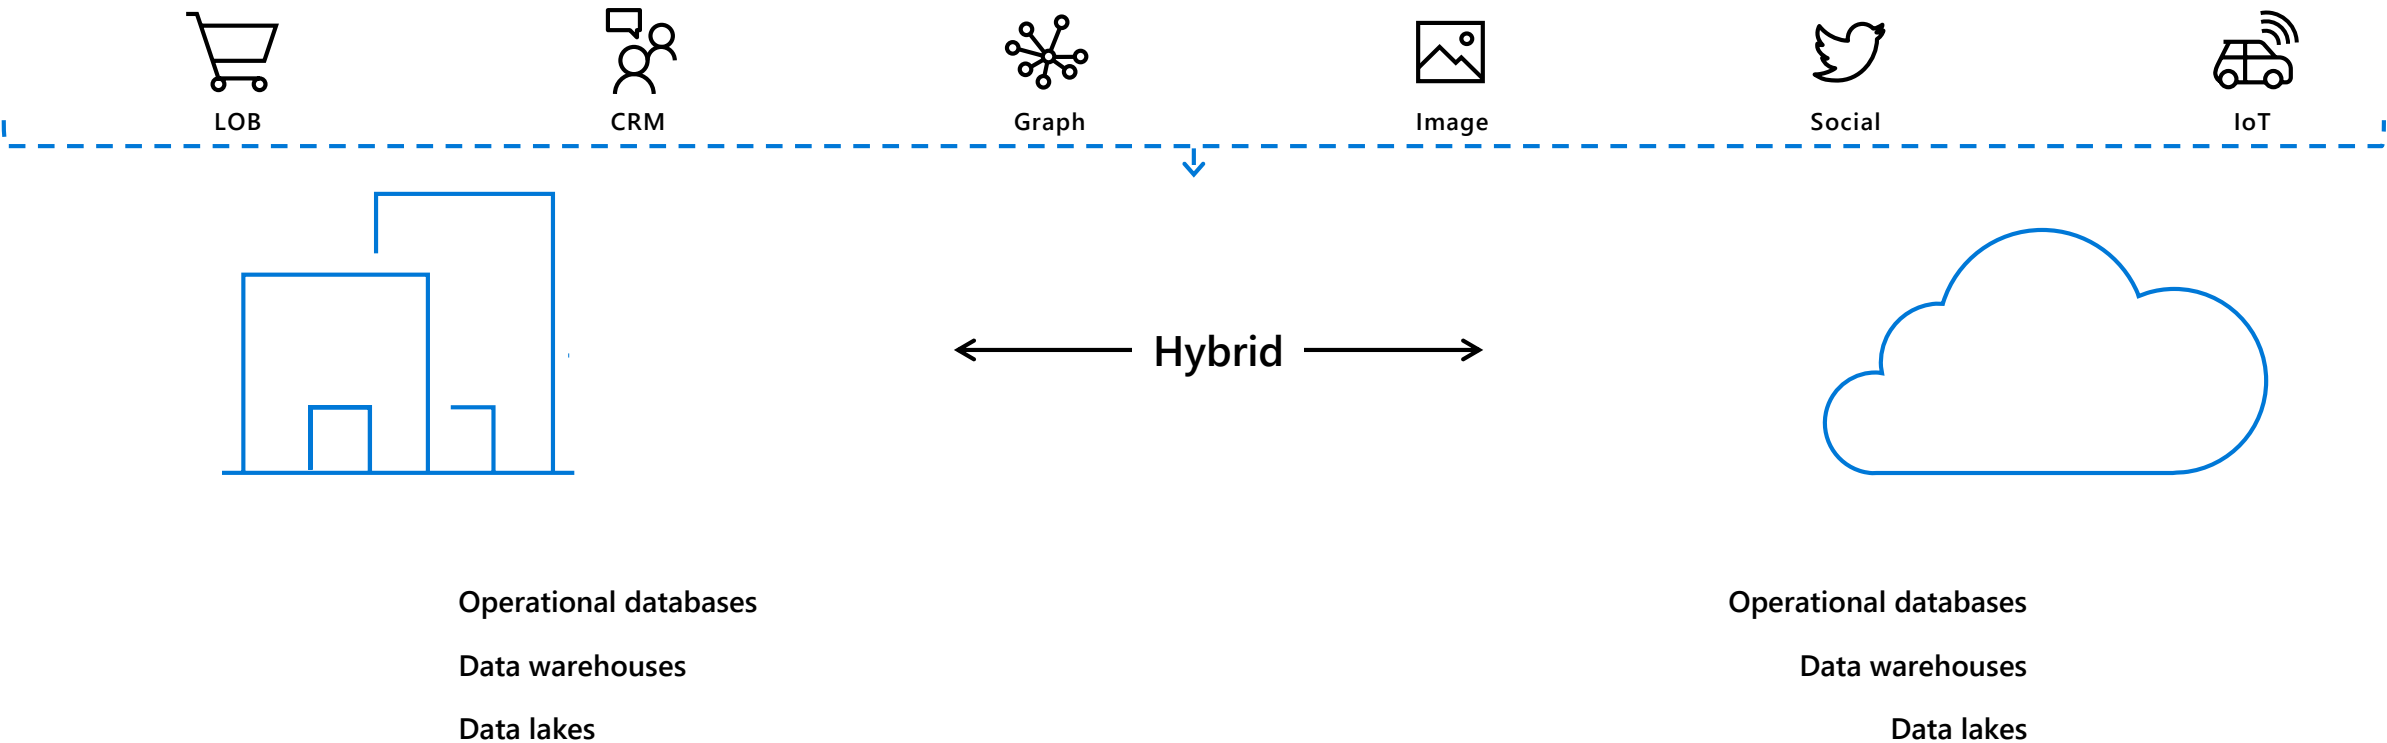 LOB
CRM
Graph
Image
Social
IoT
Hybrid
Operational databases
Data warehouses
Data lakes
Operational databases
Data warehouses
Data lakes